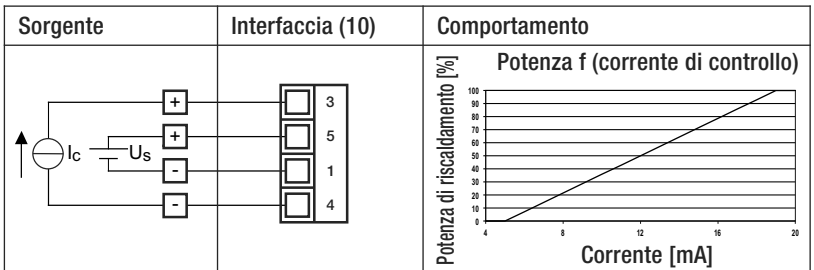 Sorgente
Interfaccia (10)
Comportamento
+
+
-
-
Ic
Us
3
5
1
4
Potenza f (corrente di controllo)
Potenza di riscaldamento [%]
100
90
80
70
60
50
40
30
20
10
0
4 8 12 16 20
Corrente [mA]